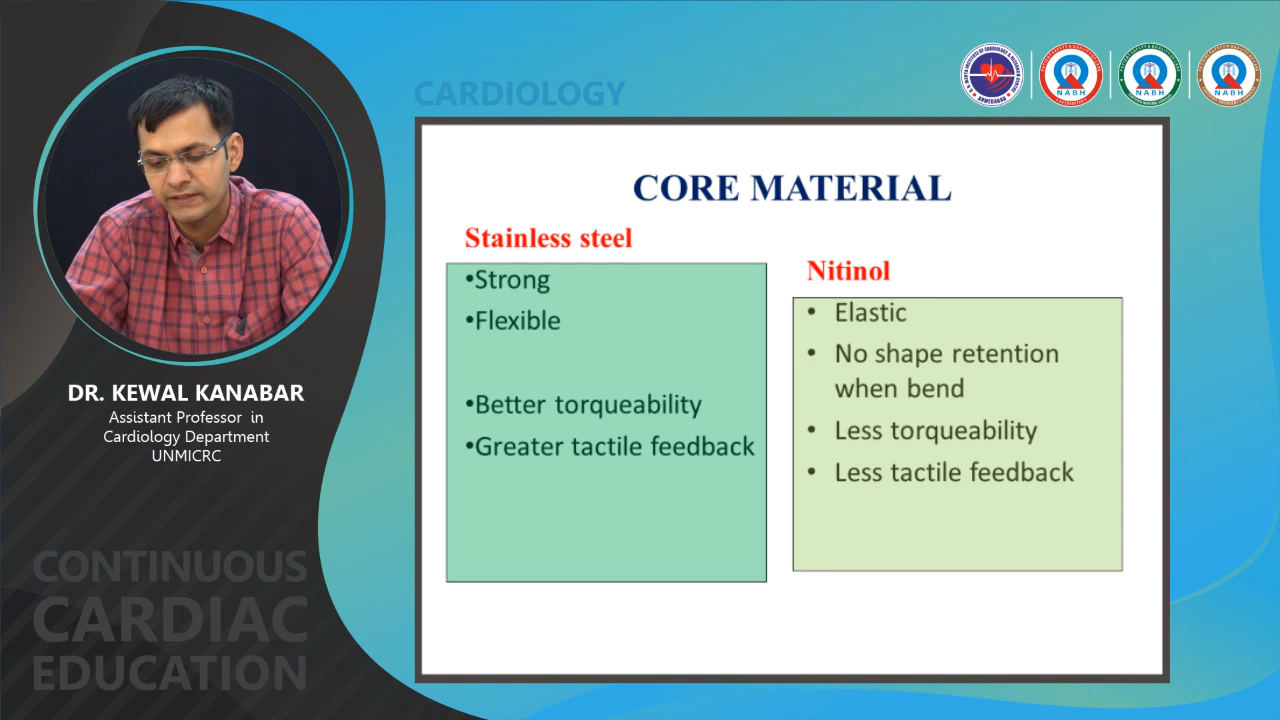 CARDIOLOGY
NABH
NABH
NABH
CORE MATERIAL
Stainless steel
•Strong
•Flexible
•Better torqueability
•Greater tactile feedback
Nitinol
• Elastic
• No shape retention
when bend
• Less torqueability
• Less tactile feedback
DR. KEWAL KANABAR
Assistant Professor in
Cardiology Department
UNMICRC
CONTINUOUS
CARDIAC
EDUCATION